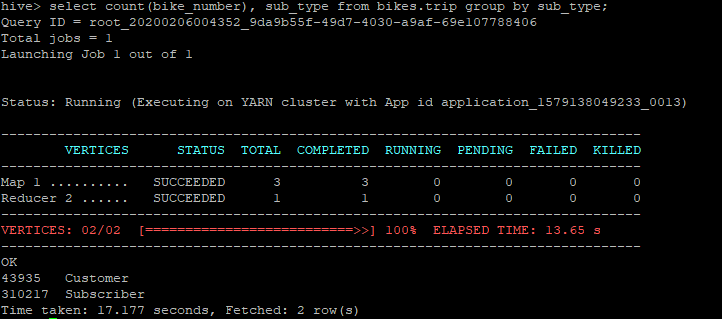 hive> select count(bike_number), sub_type from bikes.trip group by sub_type;
Query ID = root_20200206004352_9da9b55f-49d7-4030-a9af-69e107788406
Total jobs = 1
Launching Job 1 out of 1
Status: Running (Executing on YARN cluster with App id application_1579138049233_0013)
--------------------------------------------------------------------------------
VERTICES STATUS TOTAL COMPLETED RUNNING PENDING FAILED KILLED
--------------------------------------------------------------------------------
Map 1 .......... SUCCEEDED 3 3 0 0 0 0
Reducer 2 ...... SUCCEEDED 1 1 0 0 0 0
--------------------------------------------------------------------------------
VERTICES: 02/02 [==========================>>] 100% ELAPSED TIME: 13.65 s
--------------------------------------------------------------------------------
OK
43935 Customer
310217 Subscriber
Time taken: 17.177 seconds, Fetched: 2 row(s)